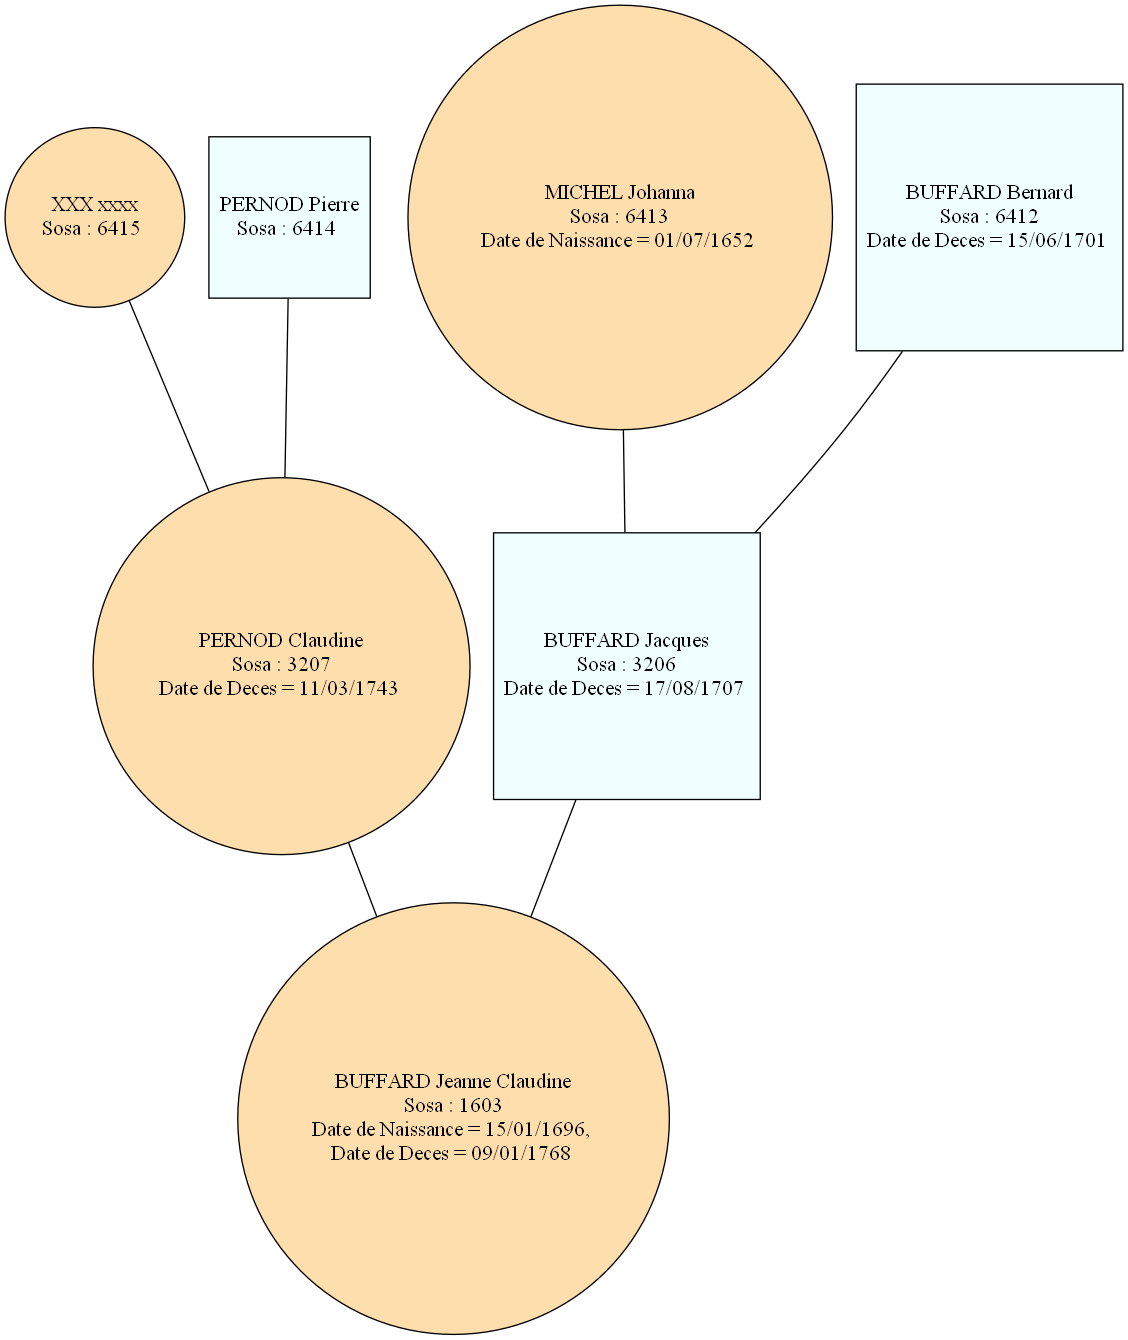 XXX xxxx
Sosa : 6415
PERNOD Pierre
Sosa : 6414
MICHEL Johanna
Sosa : 6413
Date de Naissance = 01/07/1652
BUFFARD Bernard
Sosa : 6412
Date de Deces = 15/06/1701
PERNOD Claudine
Sosa : 3207
Date de Deces = 11/03/1743
BUFFARD Jacques
Sosa : 3206
Date de Deces = 17/08/1707
BUFFARD Jeanne Claudine
Sosa : 1603
Date de Naissance = 15/01/1696,
Date de Deces = 09/01/1768